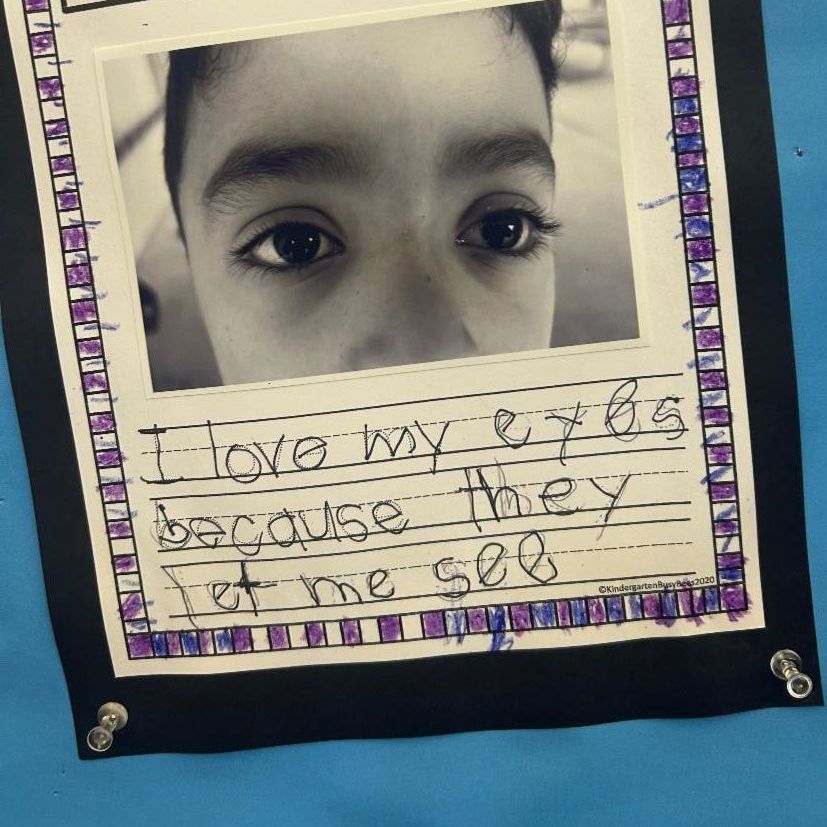 I love my eyes
because they
let me see
©KindergartenBusyBees2020